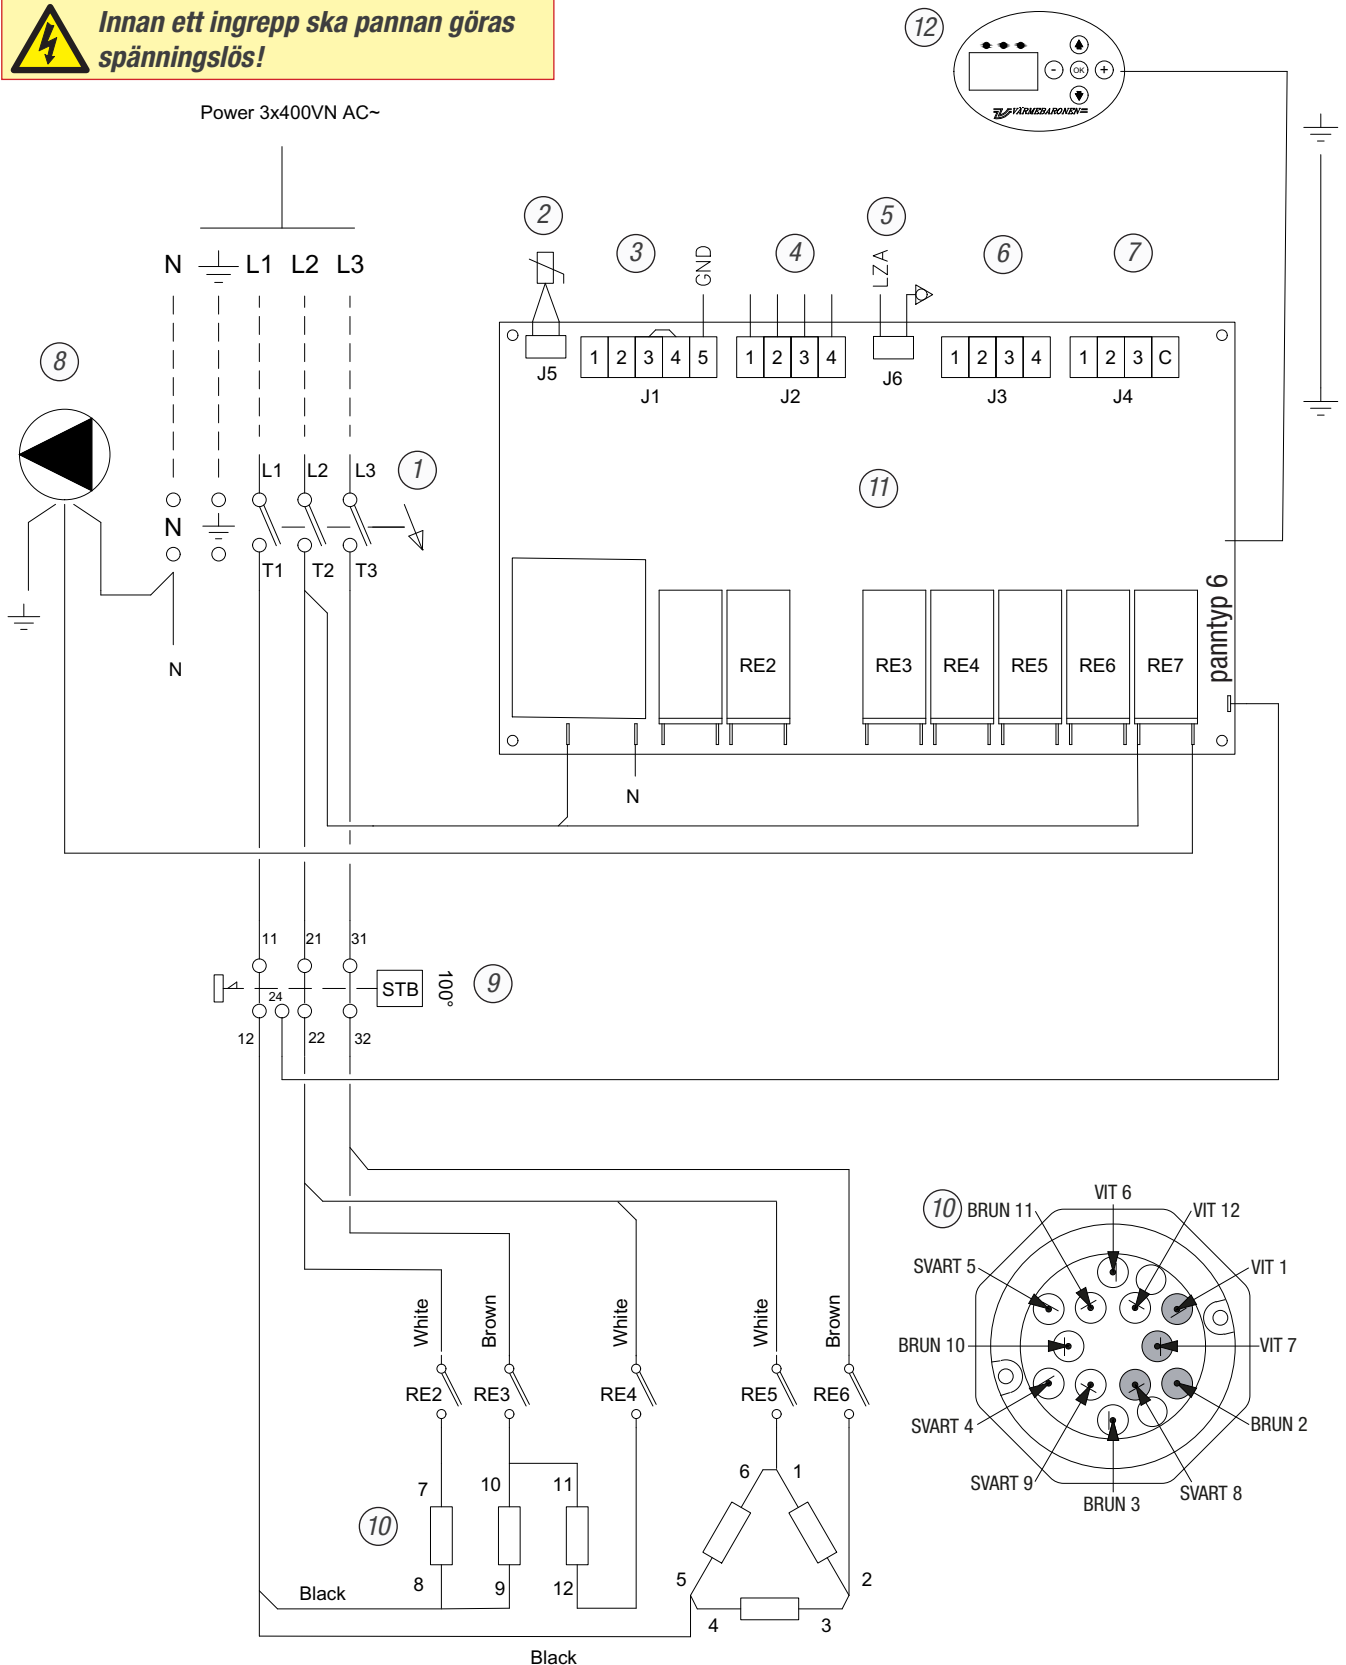 Innan ett ingrepp ska pannan göras
spänningslös!
12
- OK +
VÄRMEBARONEN
Power 3x400VN AC~
N L1 L2 L3
2
3
GND
4
5
LZA
6
7
8
1 2 3 4 5
1 2 3 4
1 2 3 4
1 2 3 C
J5
J1
J2
J6
J3
J4
L1 L2 L3
1
11
N
T1 T2 T3
N
RE2 RE3 RE4 RE5 RE6 RE7
panntyp 6
N
11 21 31
24
STB
100°
9
12 22 32
White
Brown
White
White
Brown
RE2 RE3 RE4 RE5 RE6
7 10 11
6 1
10
8 9 12
5 2
4 3
Black
Black
10
VIT 6
BRUN 11
VIT 12
SVART 5
VIT 1
BRUN 10
VIT 7
SVART 4
BRUN 2
SVART 9
SVART 8
BRUN 3